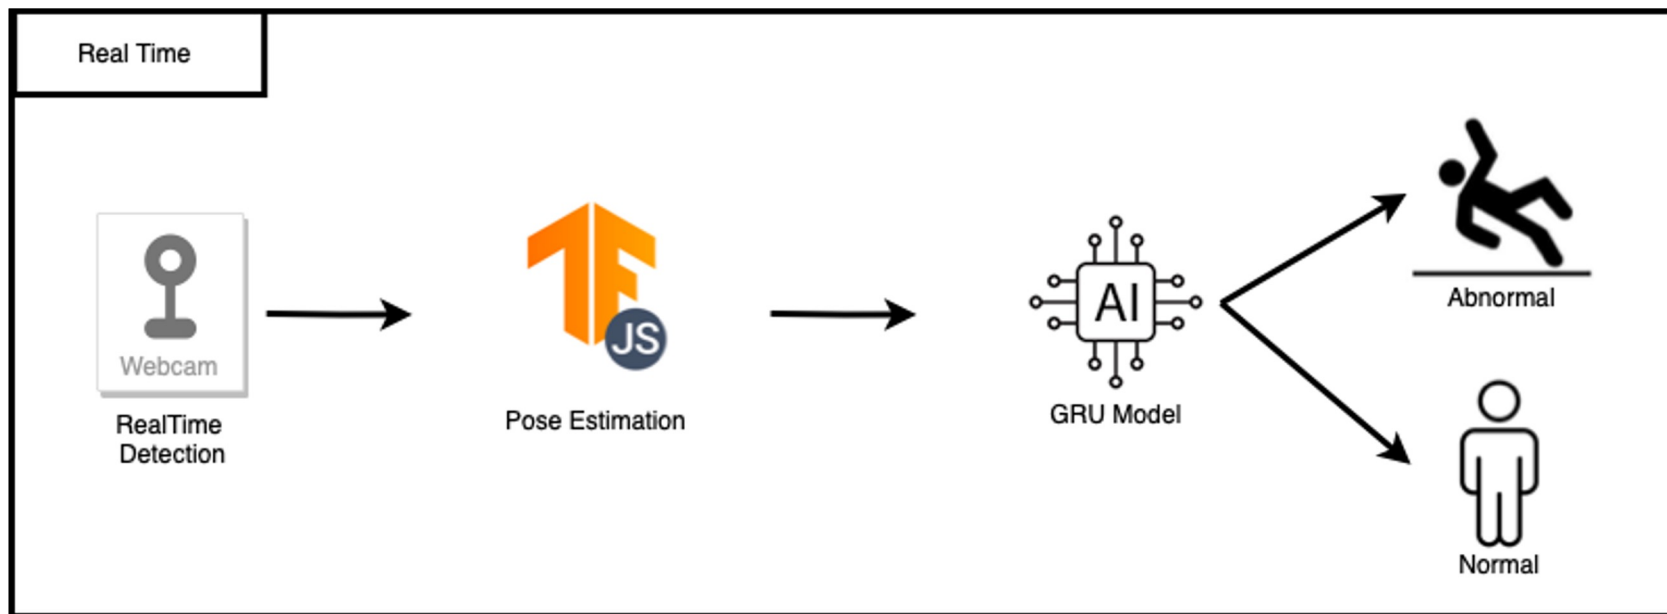 Real Time
Webcam
RealTime
Detection
JS
Pose Estimation
AI
GRU Model
Abnormal
Normal